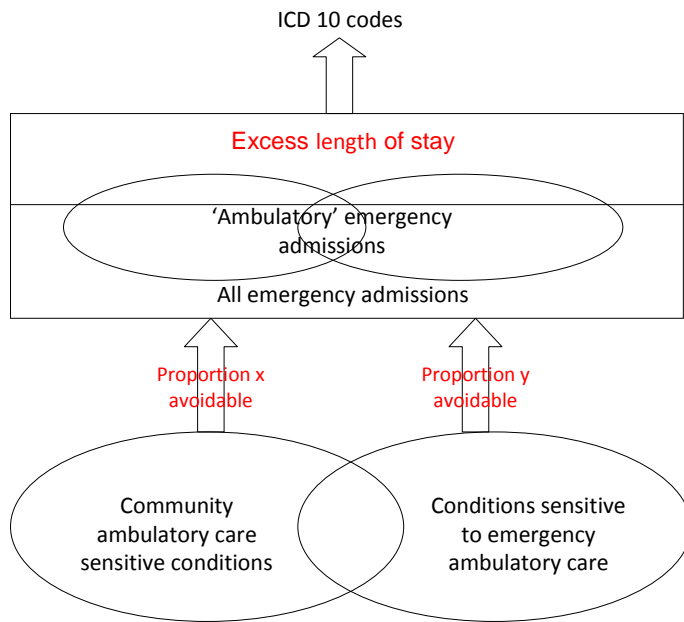 ICD 10 codes
Excess length of stay
‘Ambulatory’ emergency
admissions
All emergency admissions
Proportion x
avoidable
Proportion y
avoidable
Community
ambulatory care
sensitive conditions
Conditions sensitive
to emergency
ambulatory care